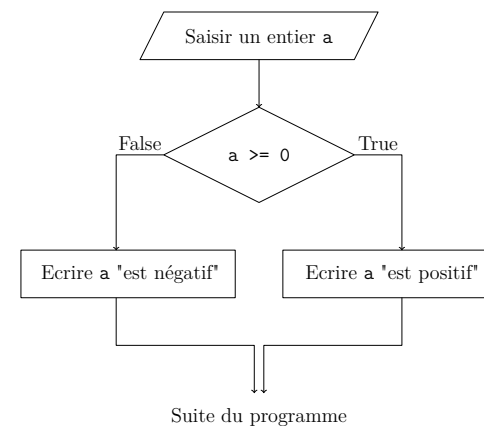 Saisir un entier a
False
True
a >= 0
Ecrire a "est négatif"
Ecrire a "est positif"
Suite du programme